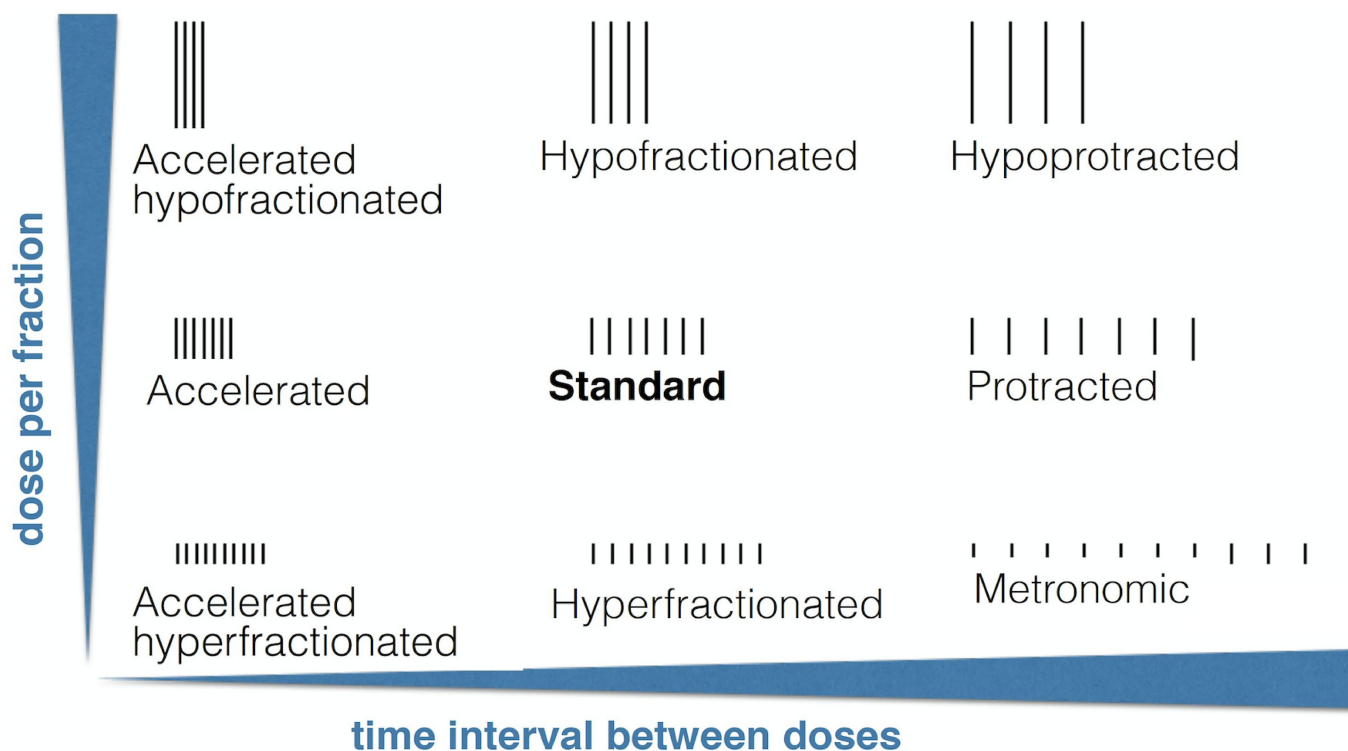 dose per fraction
Accelerated
hypofractionated
Hypofractionated
Hypoprotracted
Accelerated
Standard
Protracted
Accelerated
hyperfractionated
Hyperfractionated
Metronomic
time interval between doses